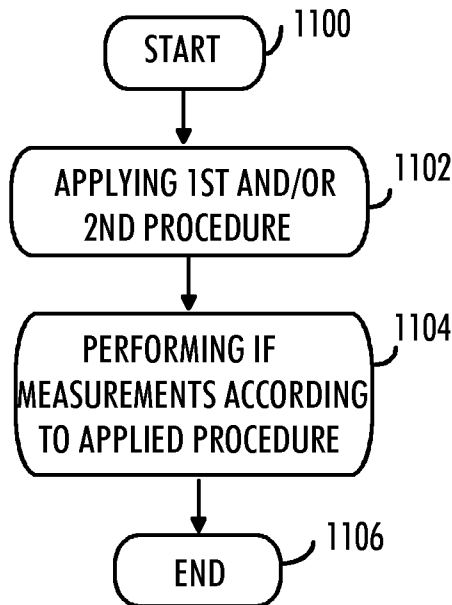 1100
START
1102
APPLYING 1ST AND/OR
2ND PROCEDURE
1104
PERFORMING IF
MEASUREMENTS ACCORDING
TO APPLIED PROCEDURE
1106
END